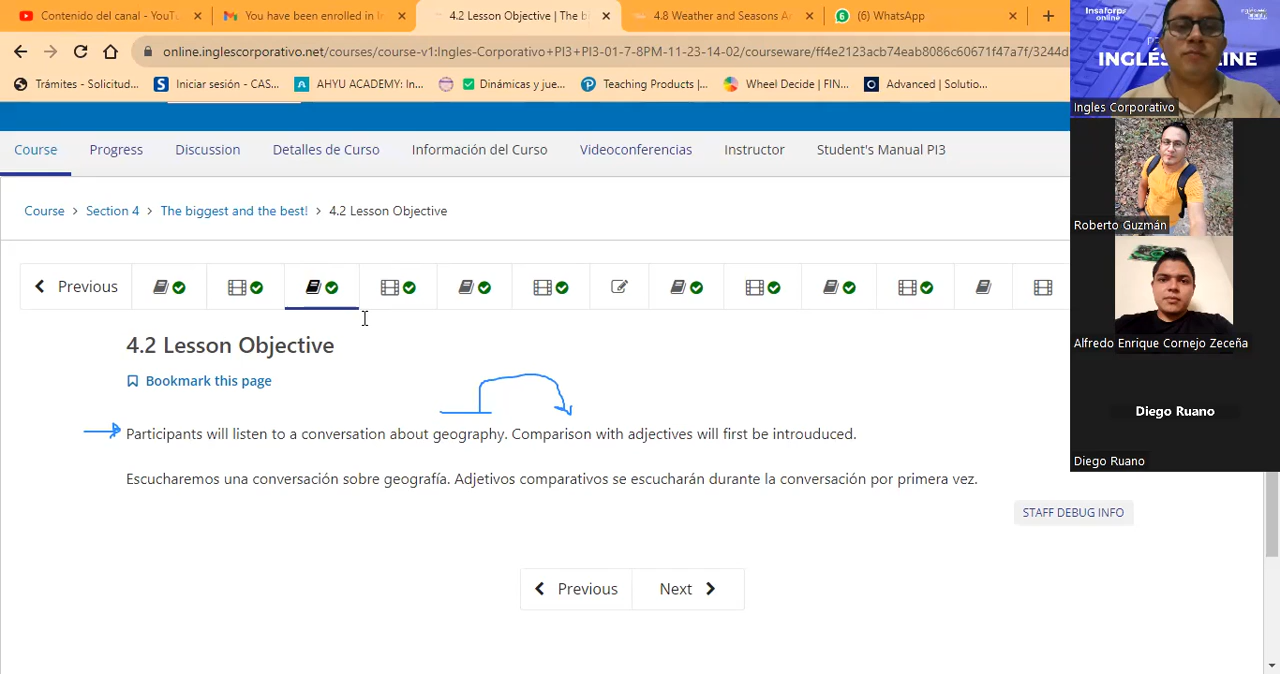 Contenido del canal - YouTu
You have been enrolled in I
4.2 Lesson Objective | The bi
4.8 Weather and Seasons Ar
(6) WhatsApp
online.inglescorporativo.net/courses/course-v1:Ingles-Corporativo+PI3+PI3-01-7-8PM-11-23-14-02/courseware/ff4e2123acb74eab8086c60671f47a7f/3244d
Trámites - Solicitud...
Iniciar sesión - CAS...
AHYU ACADEMY: In...
Dinámicas y jue...
Teaching Products |...
Wheel Decide | FIN...
Advanced | Solutio...
Insaforp
online
INGLÉS
LINE
Ingles Corporativo
Course
Progress
Discussion
Detalles de Curso
Información del Curso
Videoconferencias
Instructor
Student's Manual PI3
Roberto Guzmán
Course > Section 4 > The biggest and the best! > 4.2 Lesson Objective
Previous
4.2 Lesson Objective
Alfredo Enrique Cornejo Zeceña
Bookmark this page
Diego Ruano
Participants will listen to a conversation about geography. Comparison with adjectives will first be introuduced.
Diego Ruano
Escucharemos una conversación sobre geografía. Adjetivos comparativos se escucharán durante la conversación por primera vez.
STAFF DEBUG INFO
Previous
Next